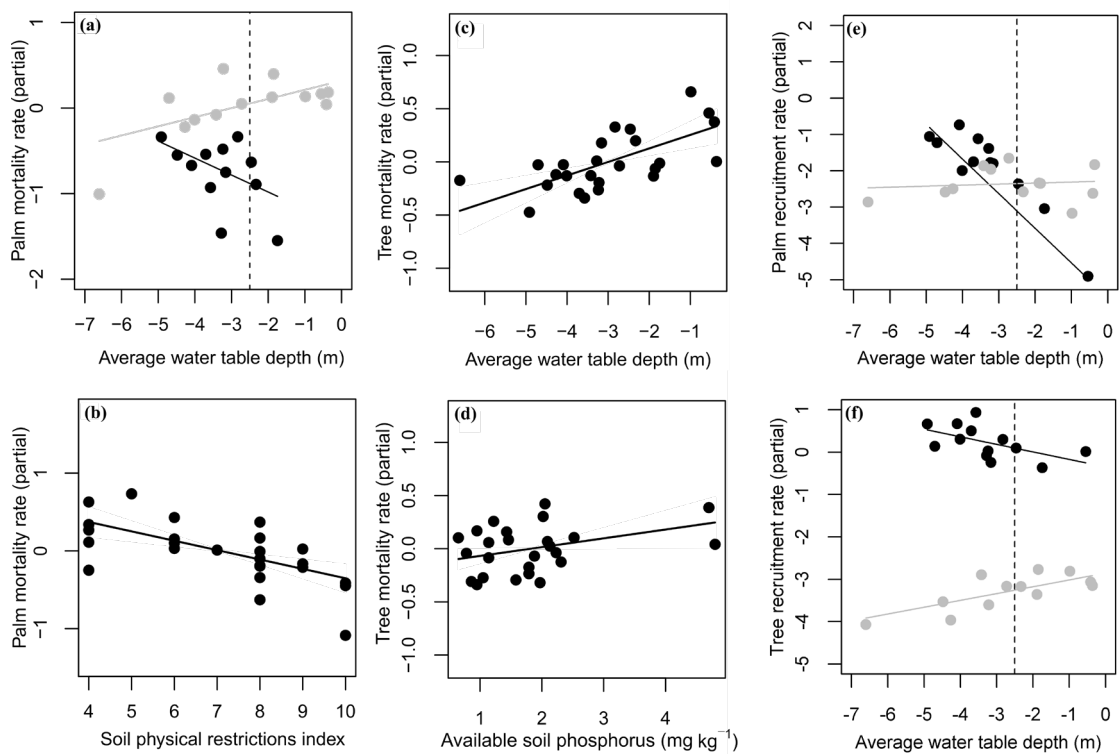 (a)
Palm mortality rate (partial)
1
0
−1
−2
−7 −6 −5 −4 −3 −2 −1 0
Average water table depth (m)
(c)
Tree mortality rate (partial)
1.0
0.5
0.0
−0.5
−1.0
−6 −5 −4 −3 −2 −1
Average water table depth (m)
(e)
Palm recruitment rate (partial)
2
1
0
-1
-2
-3
-4
-5
-7 -6 -5 -4 -3 -2 -1 0
Average water table depth (m)
(b)
Palm mortality rate (partial)
1
0
−1
4 5 6 7 8 9 10
Soil physical restrictions index
(d)
Tree mortality rate (partial)
1.0
0.5
0.0
−0.5
−1.0
1 2 3 4
Available soil phosphorus (mg kg⁻¹)
(f)
Tree recruitment rate (partial)
1
0
-1
-2
-3
-4
-5
-7 -6 -5 -4 -3 -2 -1 0
Average water table depth (m)